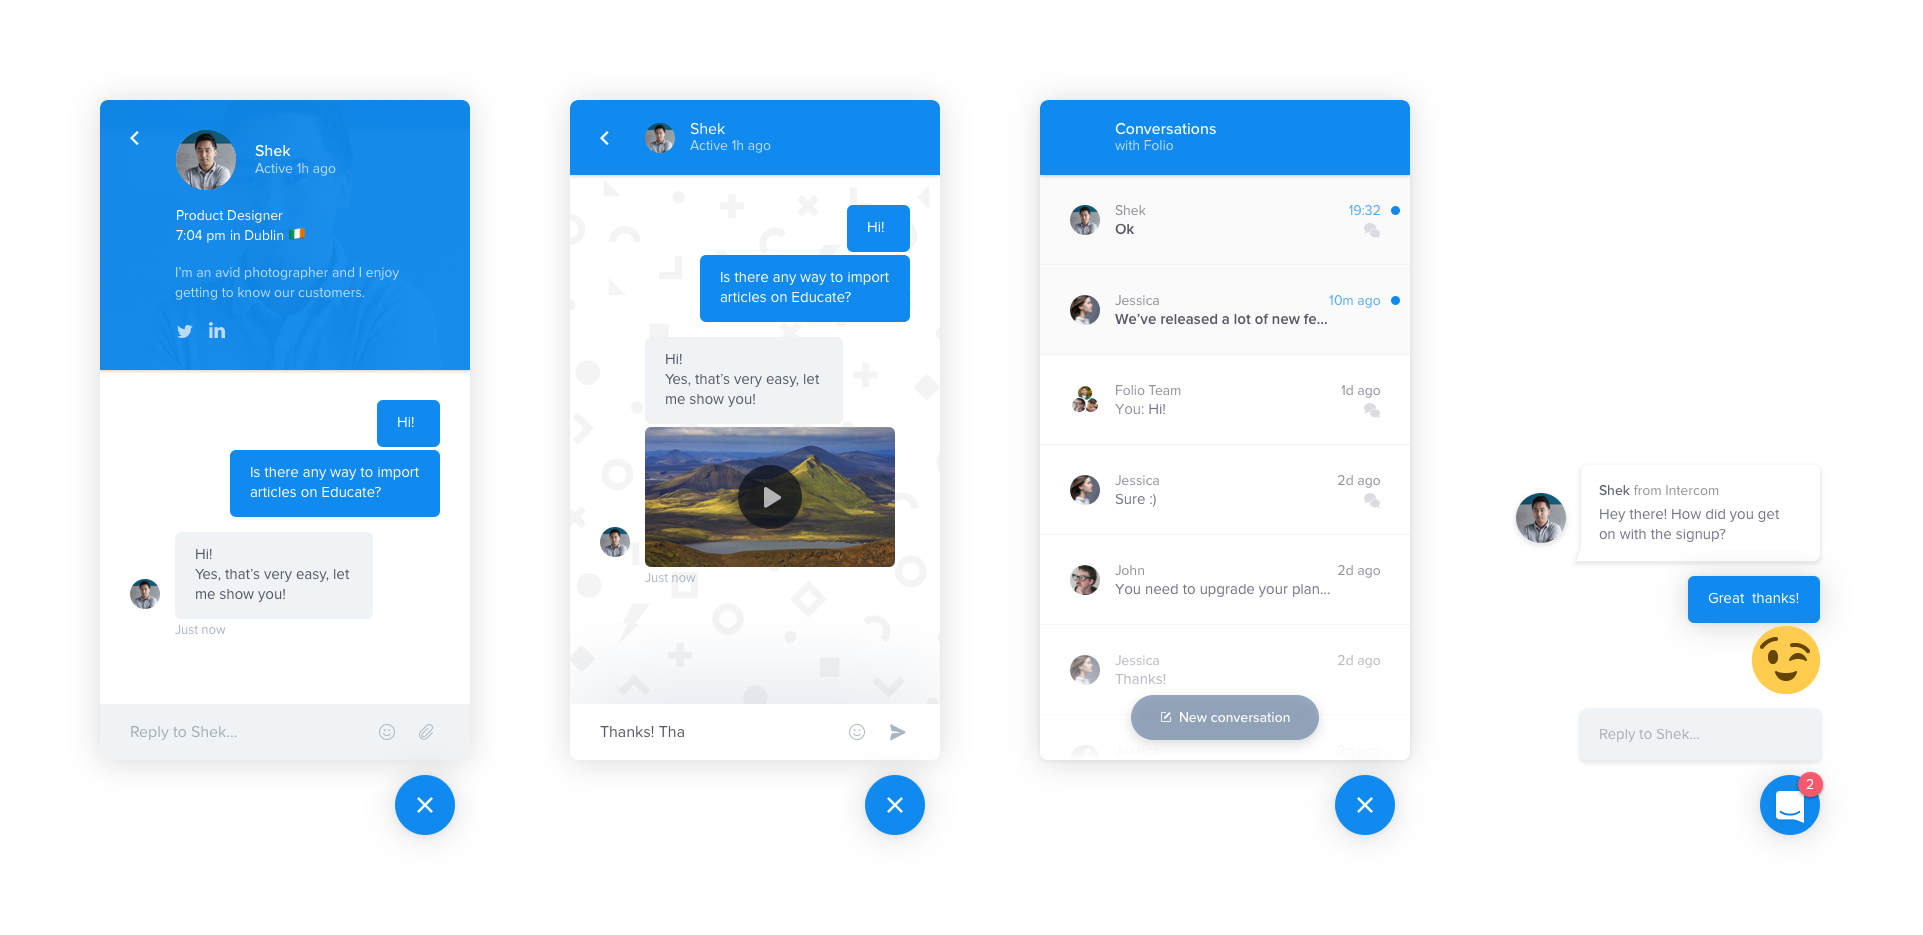 Shek
Active 1h ago
Product Designer
7:04 pm in Dublin
I'm an avid photographer and I enjoy
getting to know our customers.
in
Hi!
Is there any way to import
articles on Educate?
Hi!
Yes, that's very easy, let
me show you!
Just now
Reply to Shek...
Shek
Active 1h ago
Hi!
Is there any way to import
articles on Educate?
Hi!
Yes, that's very easy, let
me show you!
Just now
Thanks! Tha
Conversations
with Folio
Shek
19:32
Ok
Jessica
10m ago
We've released a lot of new fe...
Folio Team
1d ago
You: Hi!
Jessica
2d ago
Sure :)
John
2d ago
You need to upgrade your plan...
Jessica
2d ago
Thanks!
New conversation
Jessica
2d ago
Shek from Intercom
Hey there! How did you get
on with the signup?
Great thanks!
Reply to Shek...
2